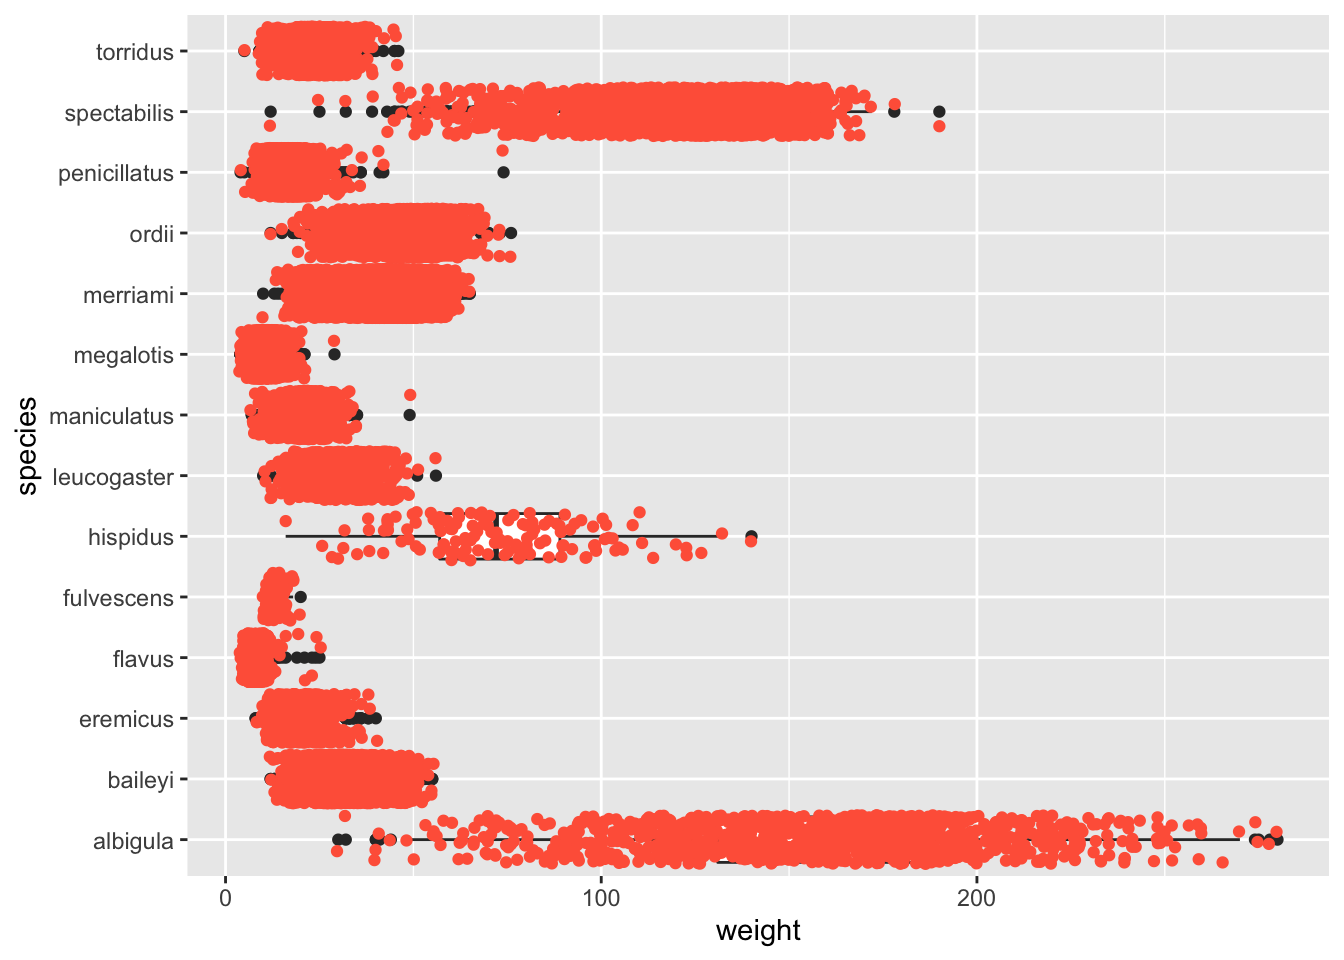 torridus
spectabilis
penicillatus
ordii
merriami
megalotis
maniculatus
leucogaster
hispidus
fulvescens
flavus
eremicus
baileyi
albigula
species
0 100 200
weight